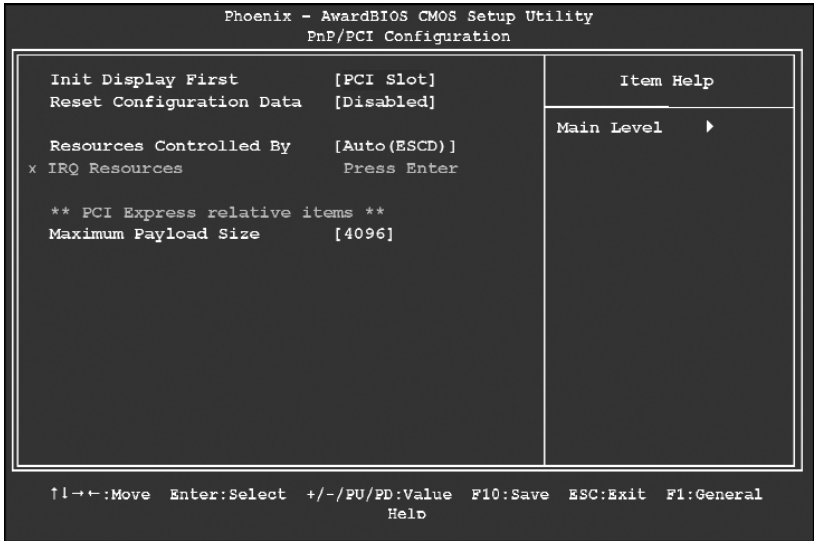 Phoenix - AwardBIOS CMOS Setup Utility
PnP/PCI Configuration
Init Display First [PCI Slot]
Reset Configuration Data [Disabled]
Resources Controlled By [Auto(ESCD)]
x IRQ Resources Press Enter
** PCI Express relative items **
Maximum Payload Size [4096]
Item Help
Main Level ▶
↑↓→←:Move Enter:Select +/-/PU/PD:Value F10:Save ESC:Exit F1:General
Help